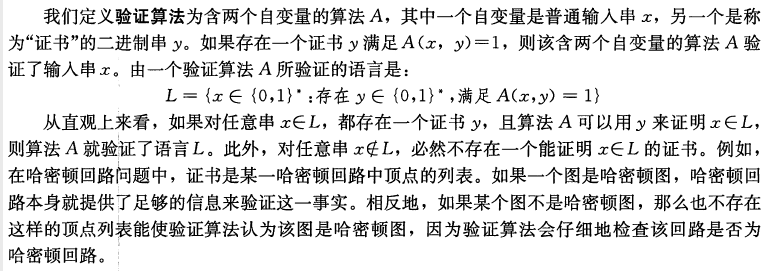 我们定义验证算法为含两个自变量的算法 A，其中一个自变量是普通输入串 x，另一个是称
为“证书”的二进制串 y。如果存在一个证书 y 满足 A(x, y)=1，则该含两个自变量的算法 A 验
证了输入串 x。由一个验证算法 A 所验证的语言是：
L = {x ∈ {0,1}* :存在 y ∈ {0,1}* ,满足 A(x,y) = 1}
从直观上来看，如果对任意串 x∈L，都存在一个证书 y，且算法 A 可以用 y 来证明 x∈L，
则算法 A 就验证了语言 L。此外，对任意串 x∉L，必然不存在一个能证明 x∈L 的证书。例如，
在哈密顿回路问题中，证书是某一哈密顿回路中顶点的列表。如果一个图是哈密顿图，哈密顿回
路本身就提供了足够的信息来验证这一事实。相反地，如果某个图不是哈密顿图，那么也不存在
这样的顶点列表能使验证算法认为该图是哈密顿图，因为验证算法会仔细地检查该回路是否为
哈密顿回路。